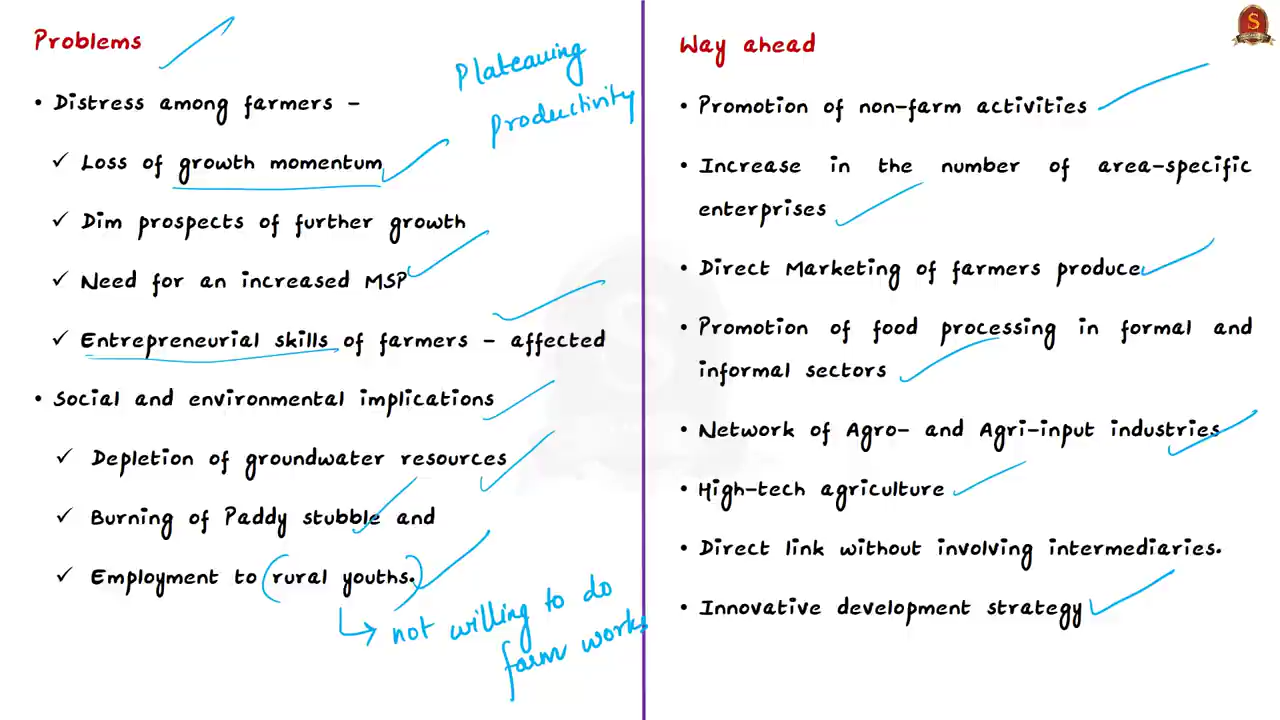 Problems
Plateauing
productivity
• Distress among farmers –
✓ Loss of growth momentum
✓ Dim prospects of further growth
✓ Need for an increased MSP
✓ Entrepreneurial skills of farmers – affected
• Social and environmental implications
✓ Depletion of groundwater resources
✓ Burning of Paddy stubble and
✓ Employment to (rural youths.)
→ not willing to do
farm works
Way ahead
• Promotion of non-farm activities
• Increase in the number of area-specific
enterprises
• Direct Marketing of farmers produce
• Promotion of food processing in formal and
informal sectors
• Network of Agro- and Agri-input industries
• High-tech agriculture
• Direct link without involving intermediaries.
• Innovative development strategy
S